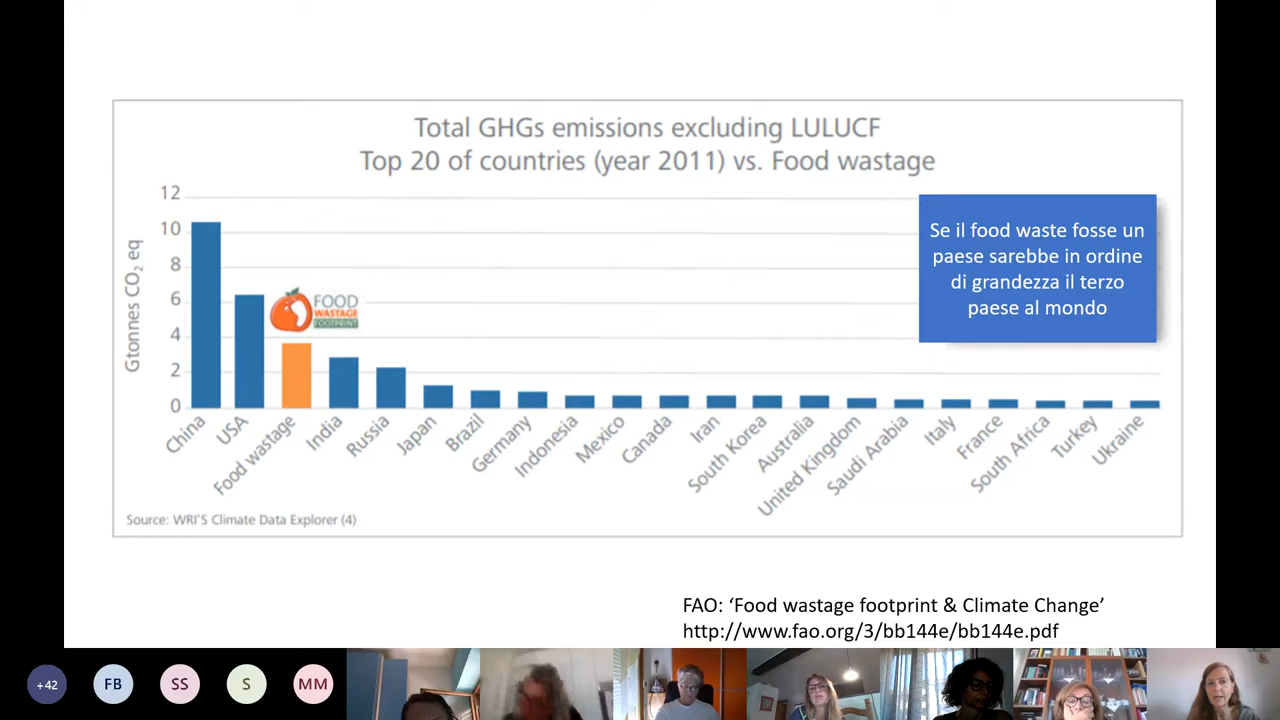 Total GHGs emissions excluding LULUCF
Top 20 of countries (year 2011) vs. Food wastage
Gtonnes CO₂ eq
12
10
8
6
4
2
0
FOOD
WASTAGE
FOOTPRINT
Se il food waste fosse un
paese sarebbe in ordine
di grandezza il terzo
paese al mondo
China
USA
Food wastage
India
Russia
Japan
Brazil
Germany
Indonesia
Mexico
Canada
Iran
South Korea
Australia
United Kingdom
Saudi Arabia
Italy
France
South Africa
Turkey
Ukraine
Source: WRI'S Climate Data Explorer (4)
FAO: ‘Food wastage footprint & Climate Change’
http://www.fao.org/3/bb144e/bb144e.pdf
+42
FB
SS
S
MM